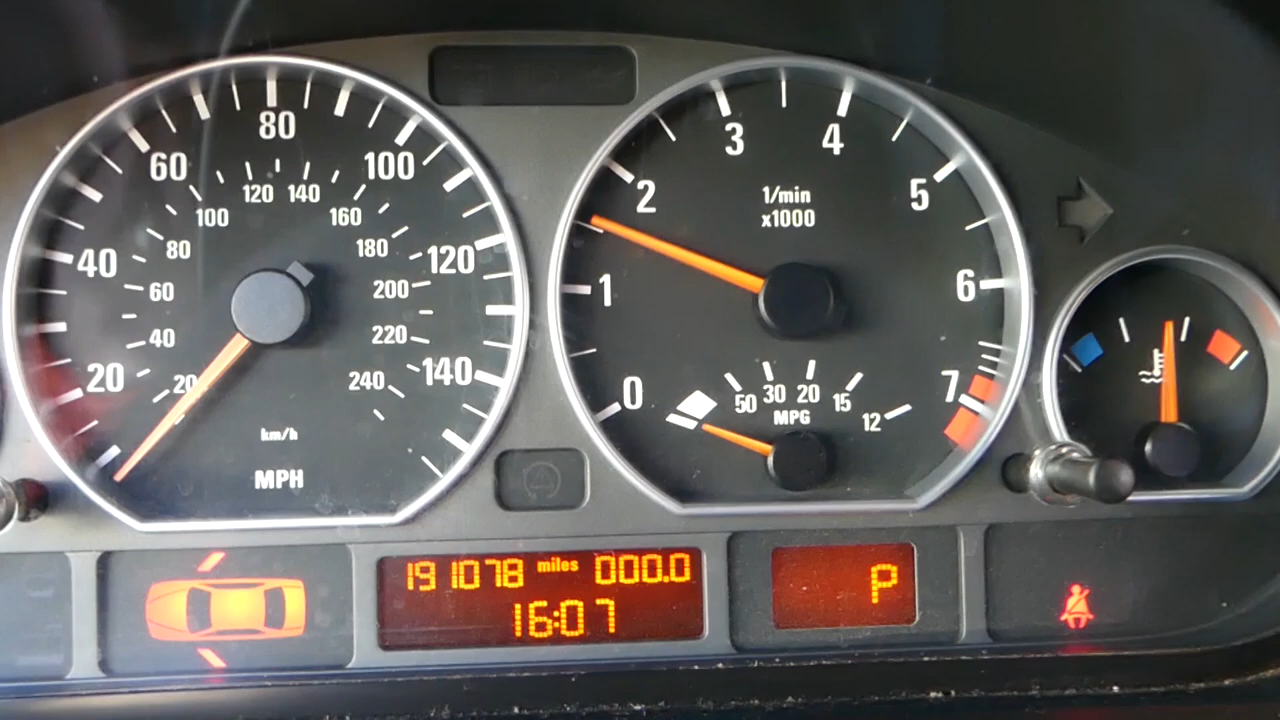 20 40 60 80 100 120 140
20 40 60 80 100 120 140 160 180 200 220 240
km/h
MPH
0 1 2 3 4 5 6 7
1/min
x1000
50 30 20 15 12
MPG
191078 miles 000.0
16:07
P